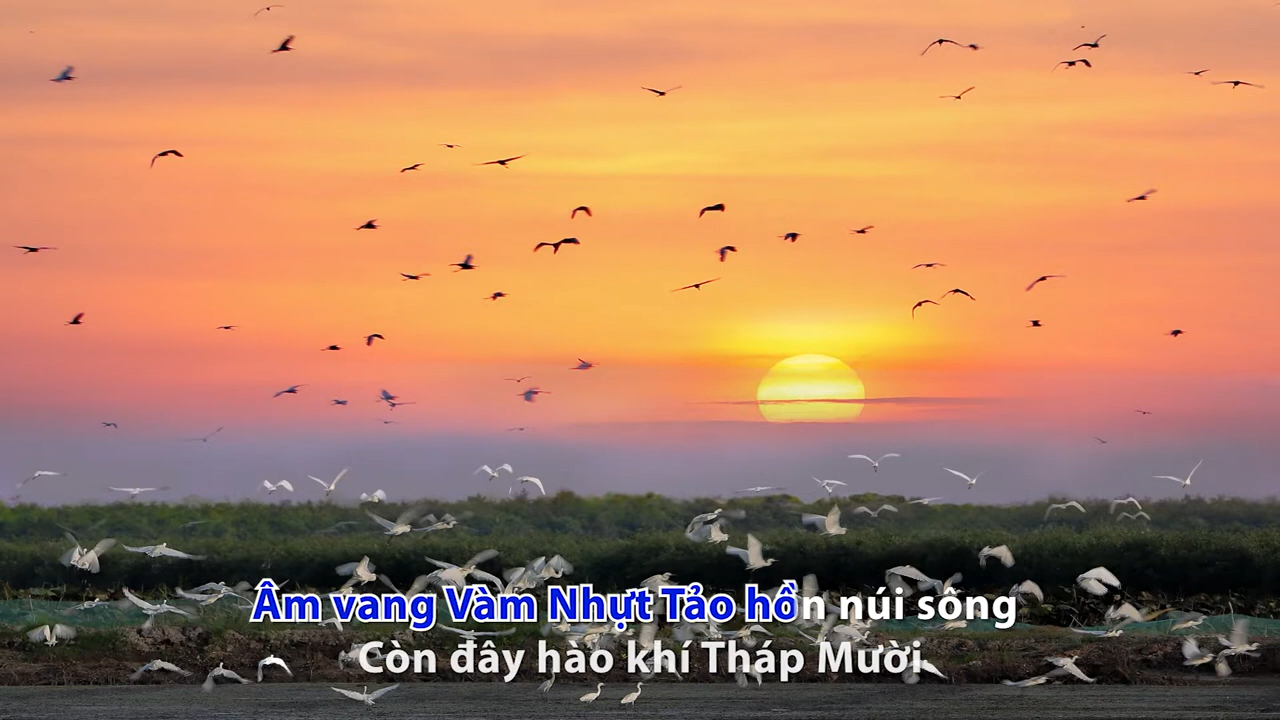 Âm vang Vàm Nhựt Tảo hồn núi sông
Còn đây hào khí Tháp Mười